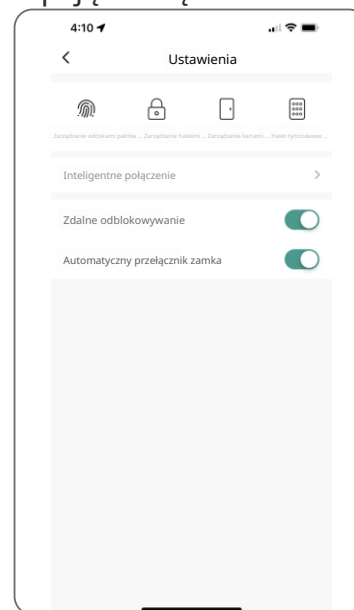 4:10
Ustawienia
Zarządzanie odciskami palców ... Zarządzanie hasłami ... Zarządzanie kartami ... Hasło tymczasowe ...
Inteligentne połączenie
Zdalne odblokowywanie
Automatyczny przełącznik zamka